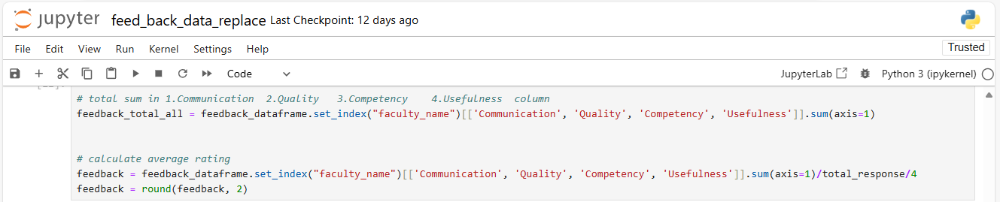 jupyter feed_back_data_replace Last Checkpoint: 12 days ago
File Edit View Run Kernel Settings Help Trusted
Code JupyterLab Python 3 (ipykernel)
# total sum in 1.Communication 2.Quality 3.Competency 4.Usefulness column
feedback_total_all = feedback_dataframe.set_index("faculty_name")[['Communication', 'Quality', 'Competency', 'Usefulness']].sum(axis=1)
# calculate average rating
feedback = feedback_dataframe.set_index("faculty_name")[['Communication', 'Quality', 'Competency', 'Usefulness']].sum(axis=1)/total_response/4
feedback = round(feedback, 2)